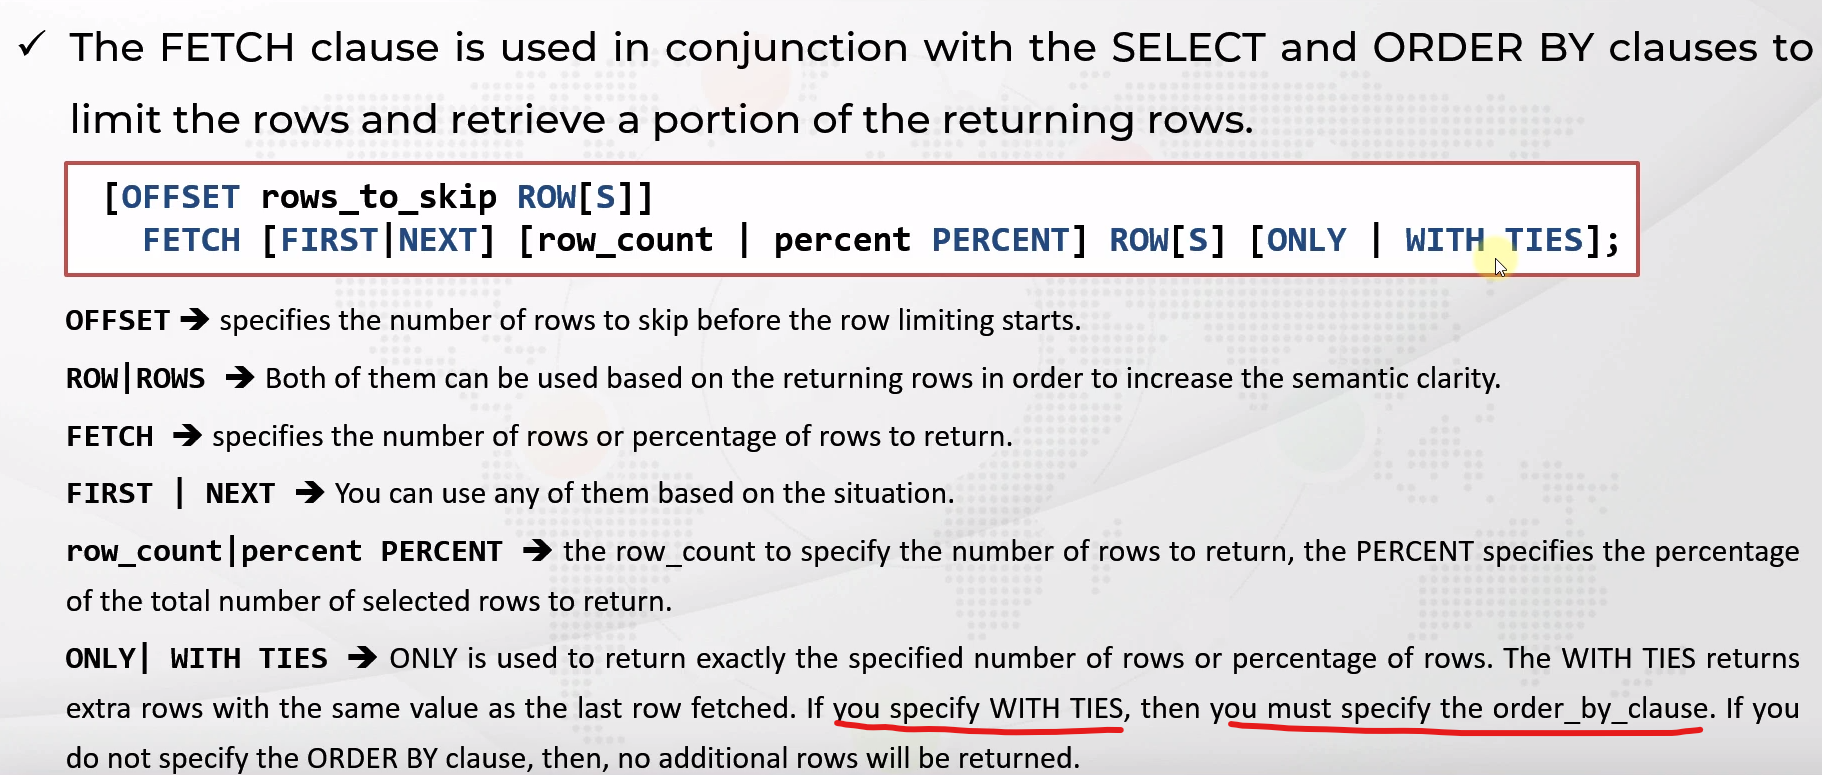 ✓ The FETCH clause is used in conjunction with the SELECT and ORDER BY clauses to
limit the rows and retrieve a portion of the returning rows.
[OFFSET rows_to_skip ROW[S]]
FETCH [FIRST|NEXT] [row_count | percent PERCENT] ROW[S] [ONLY | WITH TIES];
OFFSET ➔ specifies the number of rows to skip before the row limiting starts.
ROW|ROWS ➔ Both of them can be used based on the returning rows in order to increase the semantic clarity.
FETCH ➔ specifies the number of rows or percentage of rows to return.
FIRST | NEXT ➔ You can use any of them based on the situation.
row_count|percent PERCENT ➔ the row_count to specify the number of rows to return, the PERCENT specifies the percentage
of the total number of selected rows to return.
ONLY| WITH TIES ➔ ONLY is used to return exactly the specified number of rows or percentage of rows. The WITH TIES returns
extra rows with the same value as the last row fetched. If you specify WITH TIES, then you must specify the order_by_clause. If you
do not specify the ORDER BY clause, then, no additional rows will be returned.